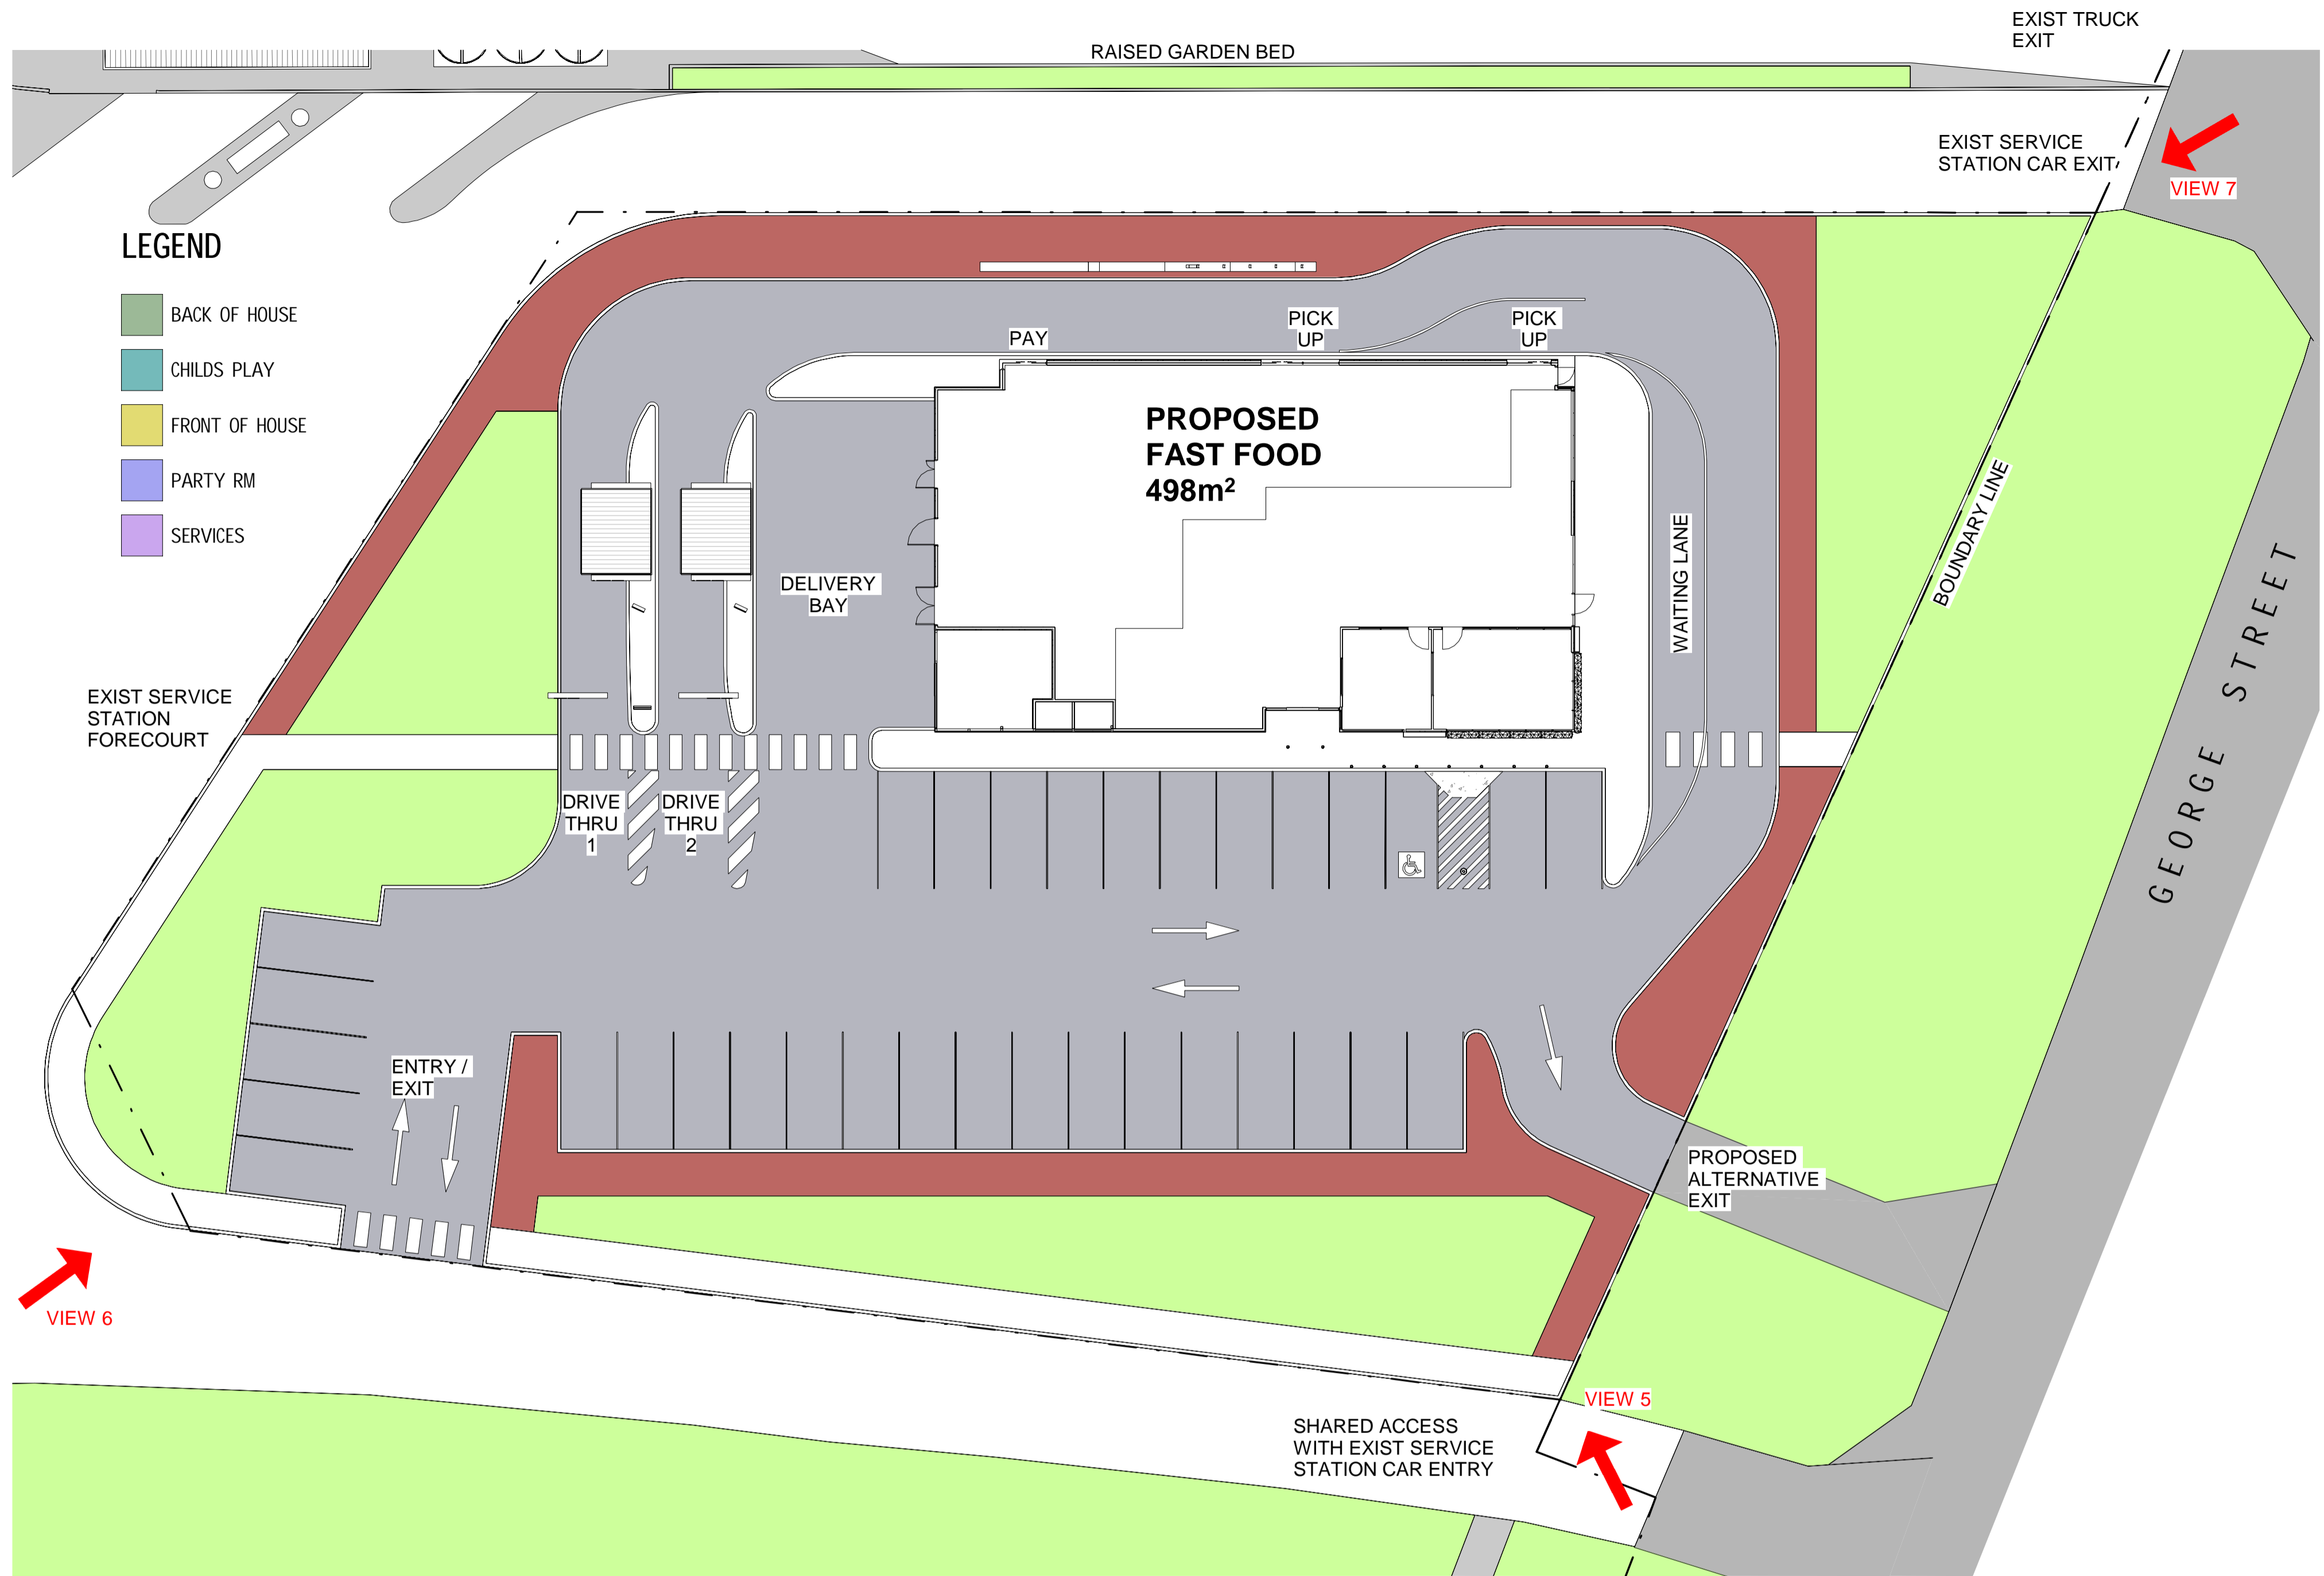 EXIST TRUCK
EXIT
RAISED GARDEN BED
EXIST SERVICE
STATION CAR EXIT
VIEW 7
LEGEND
BACK OF HOUSE
CHILDS PLAY
FRONT OF HOUSE
PARTY RM
SERVICES
PAY
PICK
UP
PICK
UP
PROPOSED
FAST FOOD
498m²
DELIVERY
BAY
WAITING LANE
BOUNDARY LINE
GEORGE STREET
EXIST SERVICE
STATION
FORECOURT
DRIVE
THRU
1
DRIVE
THRU
2
ENTRY /
EXIT
PROPOSED
ALTERNATIVE
EXIT
VIEW 6
VIEW 5
SHARED ACCESS
WITH EXIST SERVICE
STATION CAR ENTRY